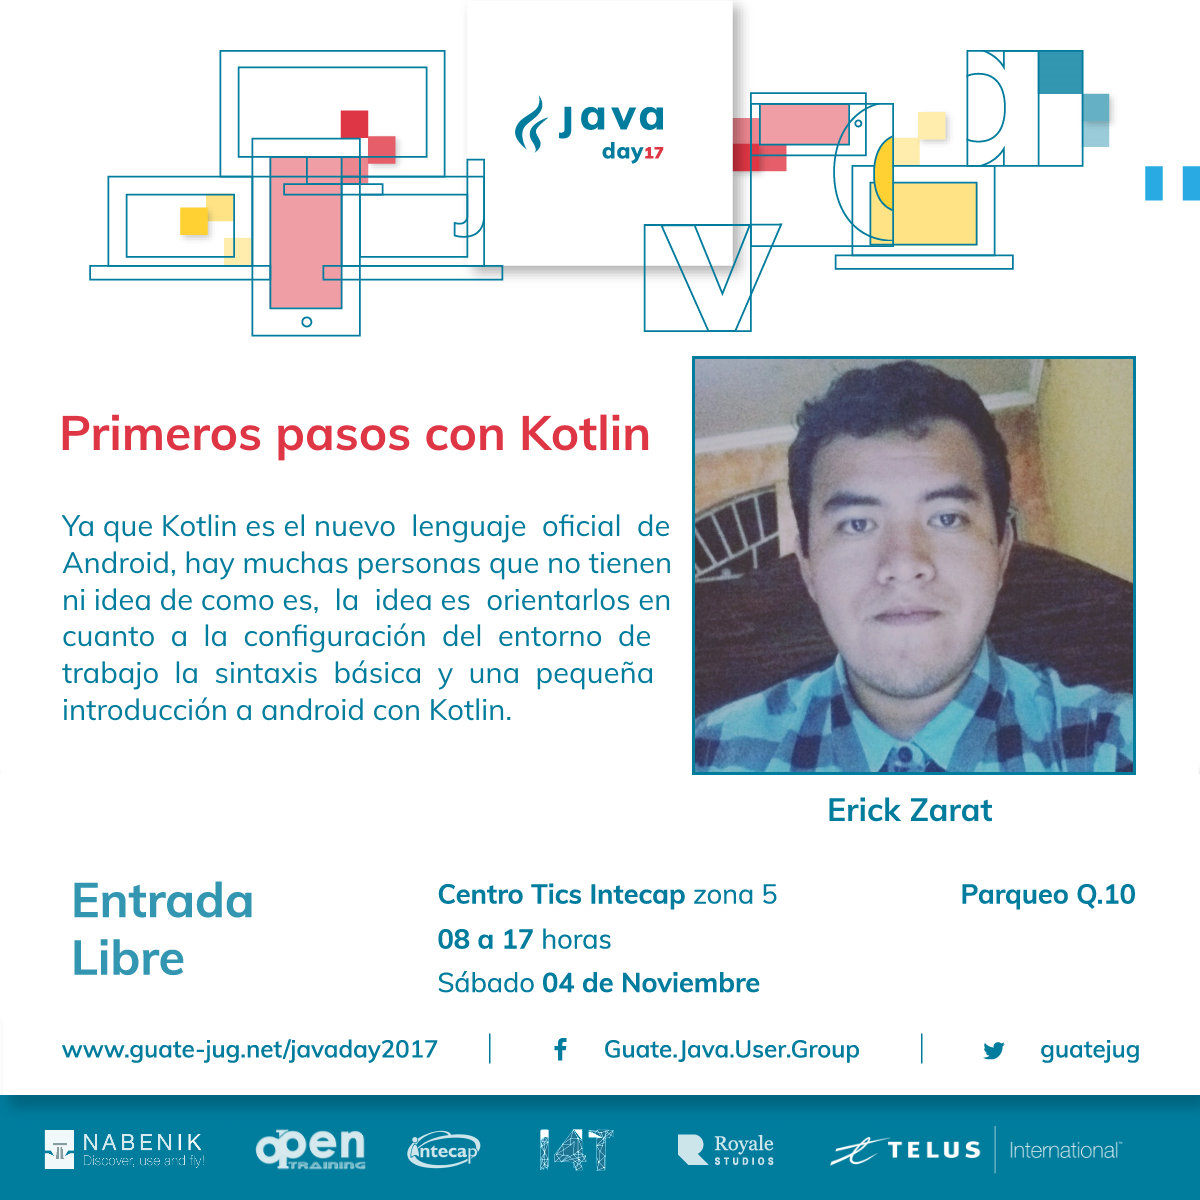 Java
day17
J
V
a
Primeros pasos con Kotlin
Ya que Kotlin es el nuevo lenguaje oficial de
Android, hay muchas personas que no tienen
ni idea de como es, la idea es orientarlos en
cuanto a la configuración del entorno de
trabajo la sintaxis básica y una pequeña
introducción a android con Kotlin.
Erick Zarat
Entrada
Libre
Centro Tics Intecap zona 5
08 a 17 horas
Sábado 04 de Noviembre
Parqueo Q.10
www.guate-jug.net/javaday2017 | Guate.Java.User.Group | guatejug
NABENIK
Discover, use and fly!
open
TRAINING
intecap
I4T
Royale
STUDIOS
TELUS International™